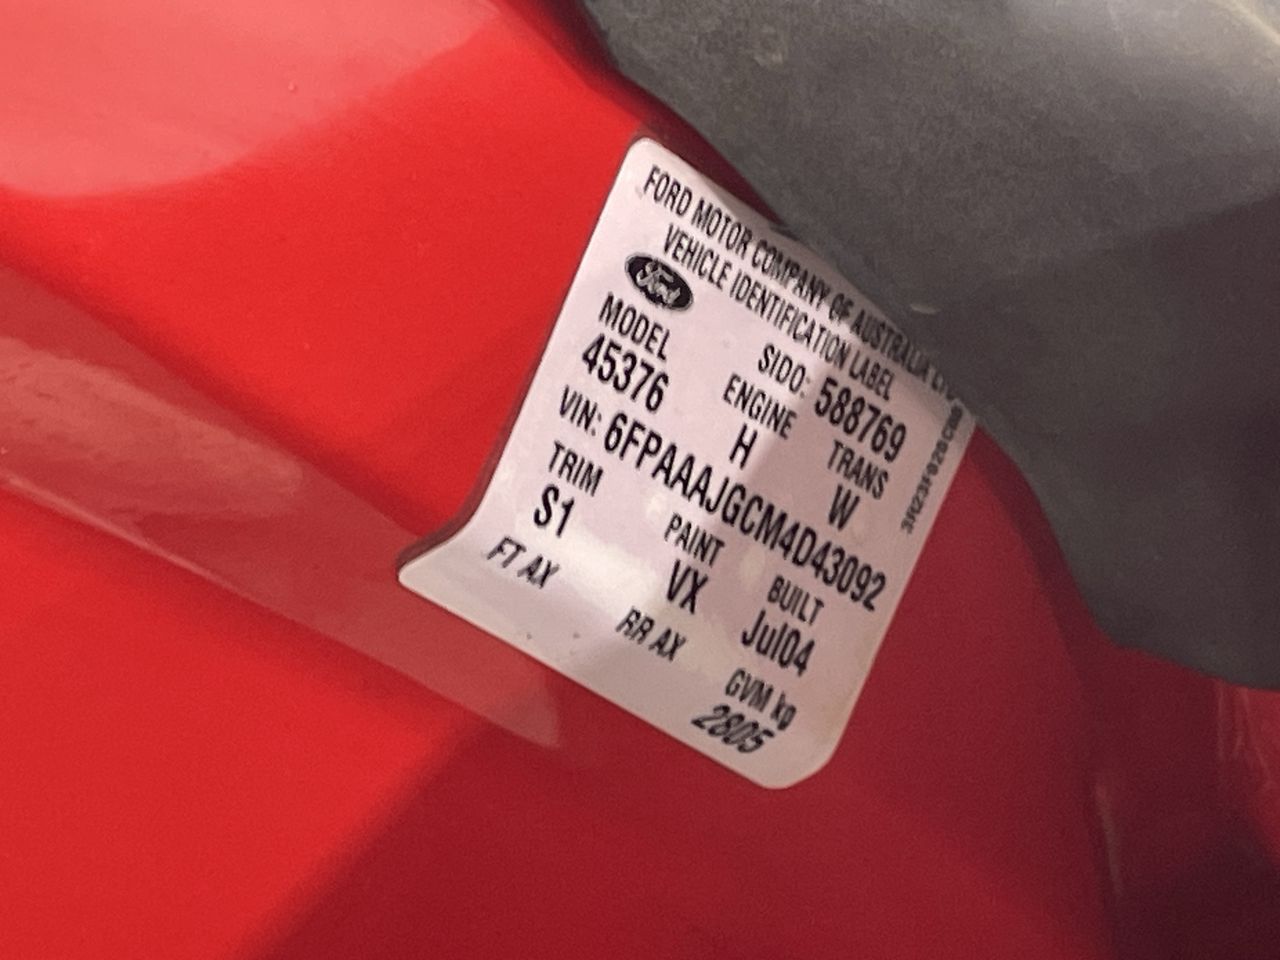 FORD MOTOR COMPANY OF AUSTRALIA
VEHICLE IDENTIFICATION LABEL
Ford
SIDO: 588769
MODEL ENGINE TRANS
45376 H W
VIN: 6FPAAAJGCM4D43092
TRIM PAINT BUILT
S1 VX Jul04
FT AX RR AX GVM kg
2805